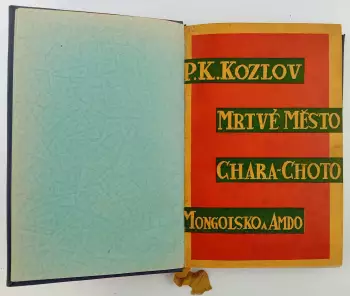 P.K.KOZLOV
MRTVÉ MĚSTO
CHARA-CHOTO
MONGOLSKO A AMDO